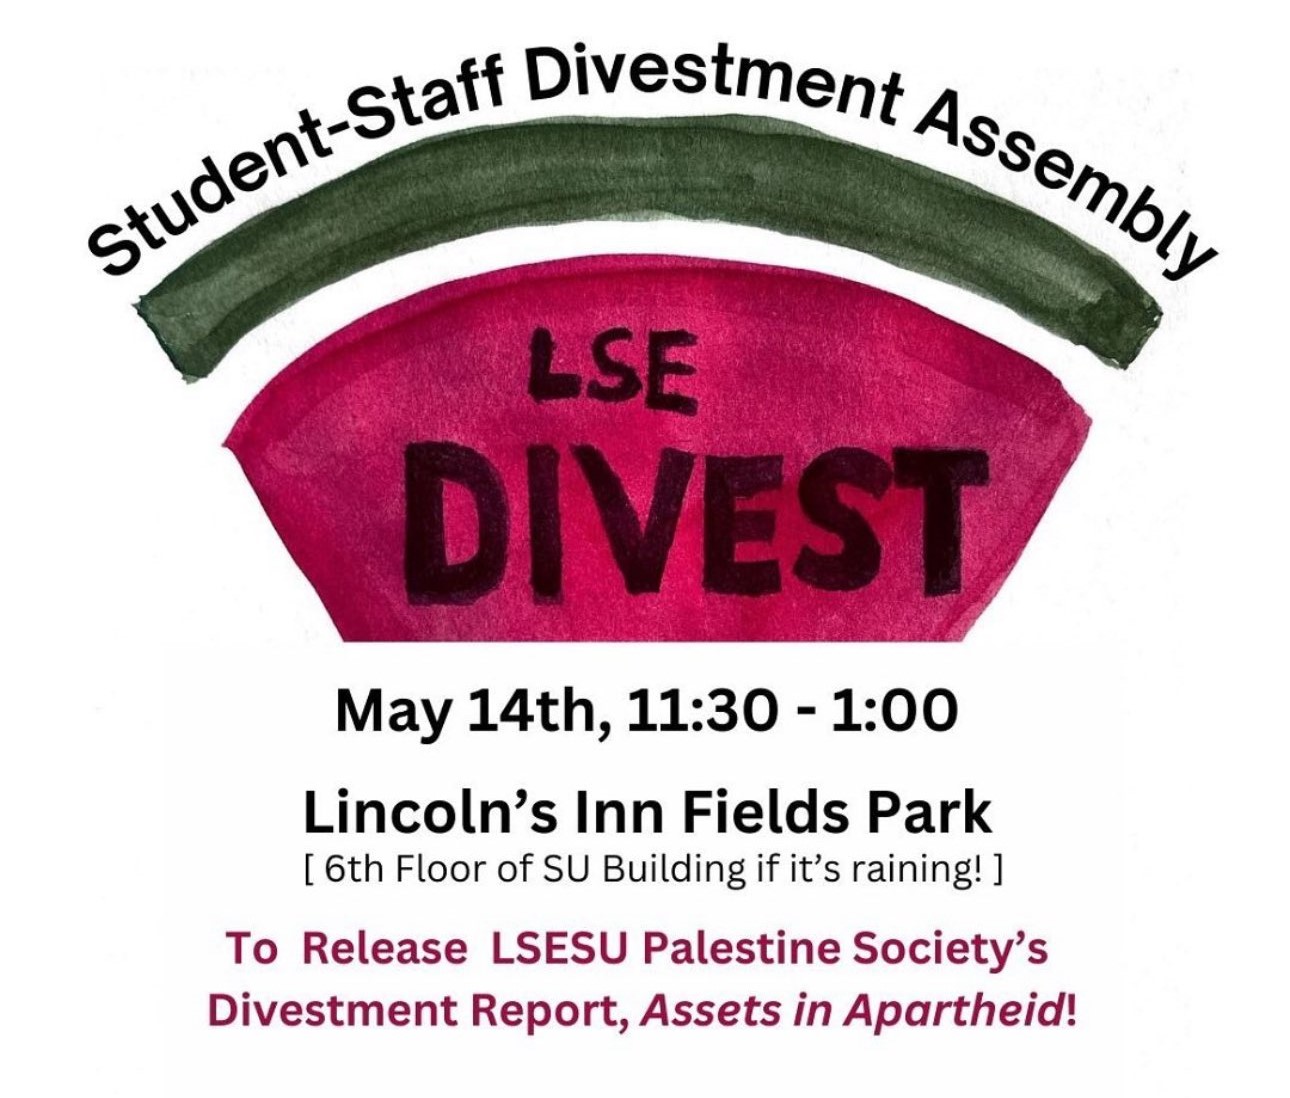 Student-Staff Divestment Assembly
LSE
DIVEST
May 14th, 11:30 - 1:00
Lincoln’s Inn Fields Park
[ 6th Floor of SU Building if it’s raining! ]
To Release LSESU Palestine Society’s
Divestment Report, Assets in Apartheid!